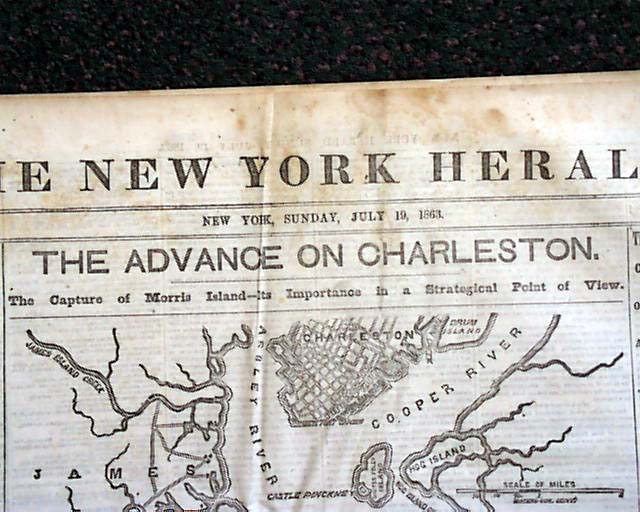 HE NEW YORK HERAL
NEW YORK, SUNDAY, JULY 19, 1863.
THE ADVANCE ON CHARLESTON.
The Capture of Morris Island—Its Importance in a Strategical Point of View.
CHARLESTON
DRUM ISLAND
JAMES ISLAND CREEK
ASHLEY RIVER
COOPER RIVER
HOG ISLAND
JAMES
CASTLE PINCKNEY
SCALE OF MILES